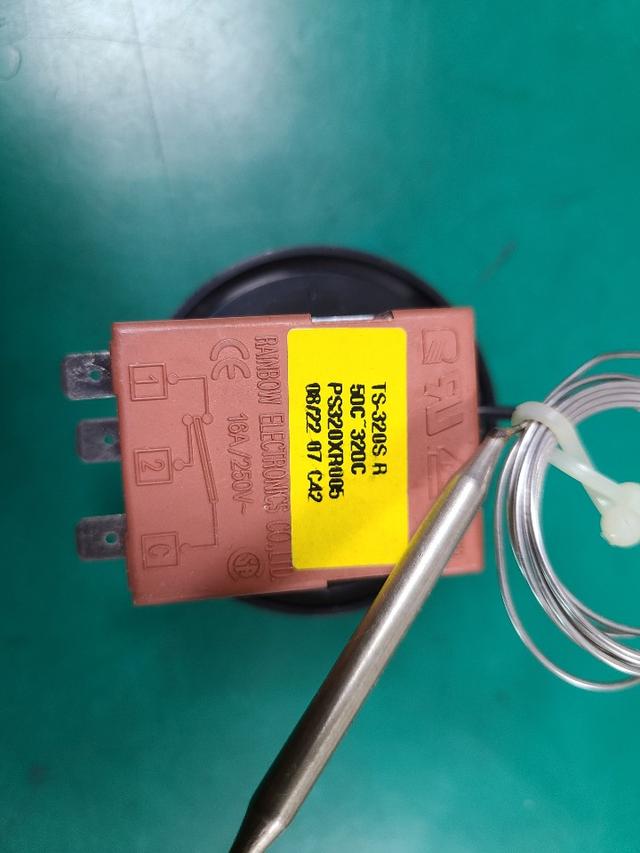 TS-320S A
50C~320C
PS320XR005
08/22 07 C42
RAINBOW ELECTRONICS CO.,LTD.
16A/250V~
CE
1
2
C